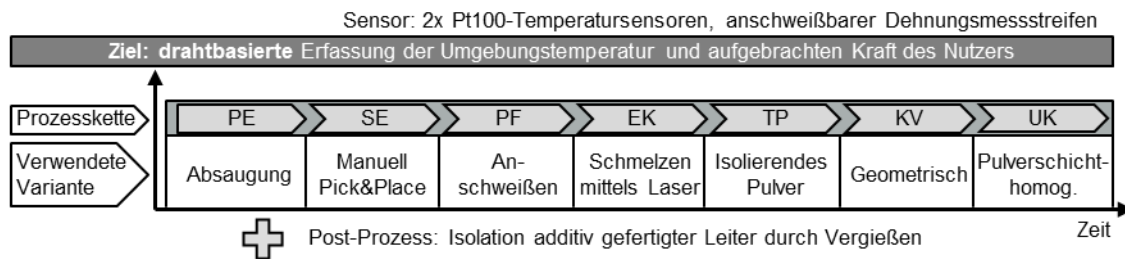 Sensor: 2x Pt100-Temperatursensoren, anschweißbarer Dehnungsmessstreifen
Ziel: drahtbasierte Erfassung der Umgebungstemperatur und aufgebrachten Kraft des Nutzers
Prozesskette
PE
SE
PF
EK
TP
KV
UK
Verwendete
Variante
Absaugung
Manuell
Pick&Place
An-
schweißen
Schmelzen
mittels Laser
Isolierendes
Pulver
Geometrisch
Pulverschicht-
homog.
Zeit
Post-Prozess: Isolation additiv gefertigter Leiter durch Vergießen